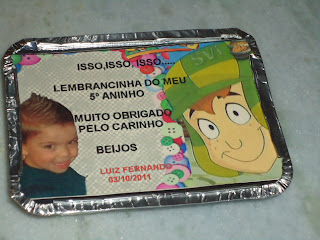 ISSO,ISSO, ISSO.....
LEMBRANCINHA DO MEU
5º ANINHO
MUITO OBRIGADO
PELO CARINHO
BEIJOS
LUIZ FERNANDO
03/10/2011